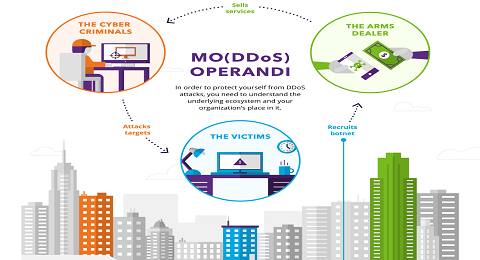 Sells
services
THE CYBER
CRIMINALS
THE ARMS
DEALER
MO(DDoS)
OPERANDI
In order to protect yourself from DDoS
attacks, you need to understand the
underlying ecosystem and your
organization's place in it.
Attacks
targets
THE VICTIMS
Recruits
botnet